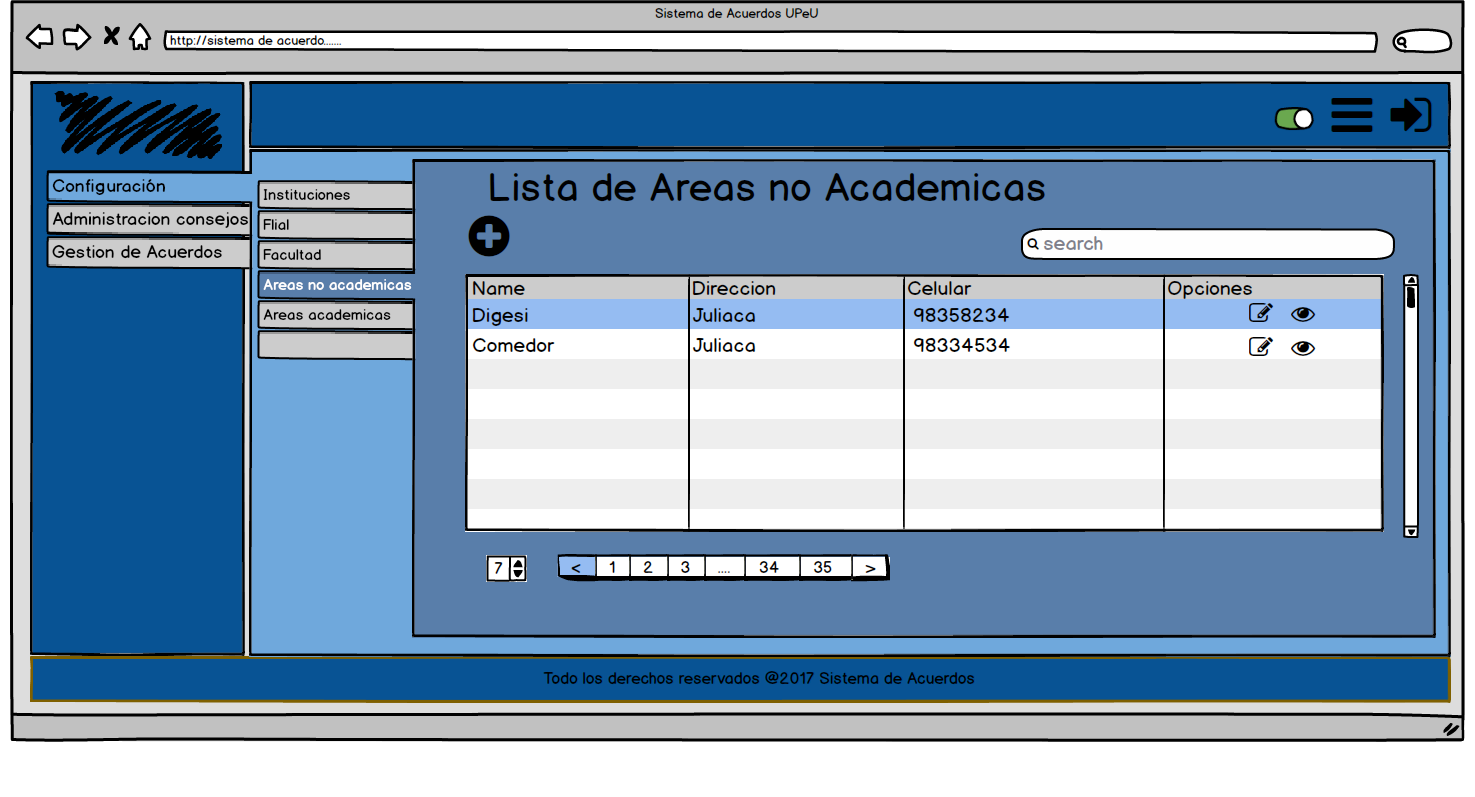 Sistema de Acuerdos UPeU
http://sistema de acuerdo......
Configuración
Administracion consejos
Gestion de Acuerdos
Instituciones
Flial
Facultad
Areas no academicas
Areas academicas
Lista de Areas no Academicas
search
Name Direccion Celular Opciones
Digesi Juliaca 98358234
Comedor Juliaca 98334534
7 < 1 2 3 .... 34 35 >
Todo los derechos reservados @2017 Sistema de Acuerdos